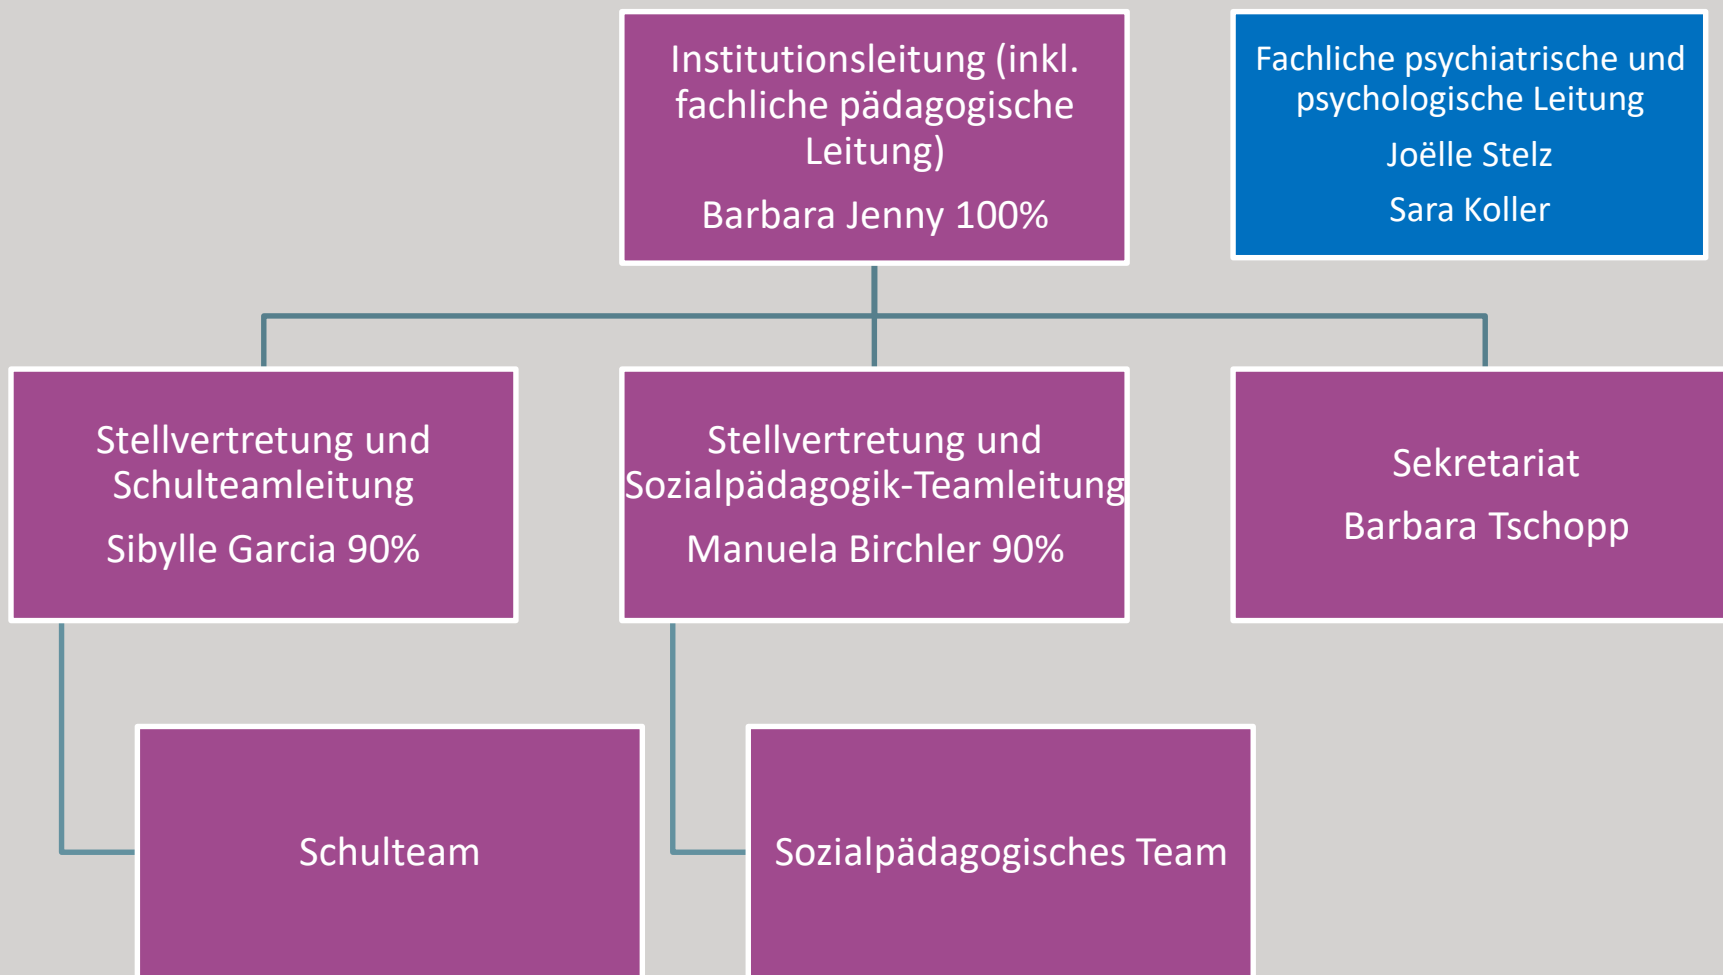 Institutionsleitung (inkl.
fachliche pädagogische
Leitung)
Barbara Jenny 100%
Fachliche psychiatrische und
psychologische Leitung
Joëlle Stelz
Sara Koller
Stellvertretung und
Schulteamleitung
Sibylle Garcia 90%
Stellvertretung und
Sozialpädagogik-Teamleitung
Manuela Birchler 90%
Sekretariat
Barbara Tschopp
Schulteam
Sozialpädagogisches Team